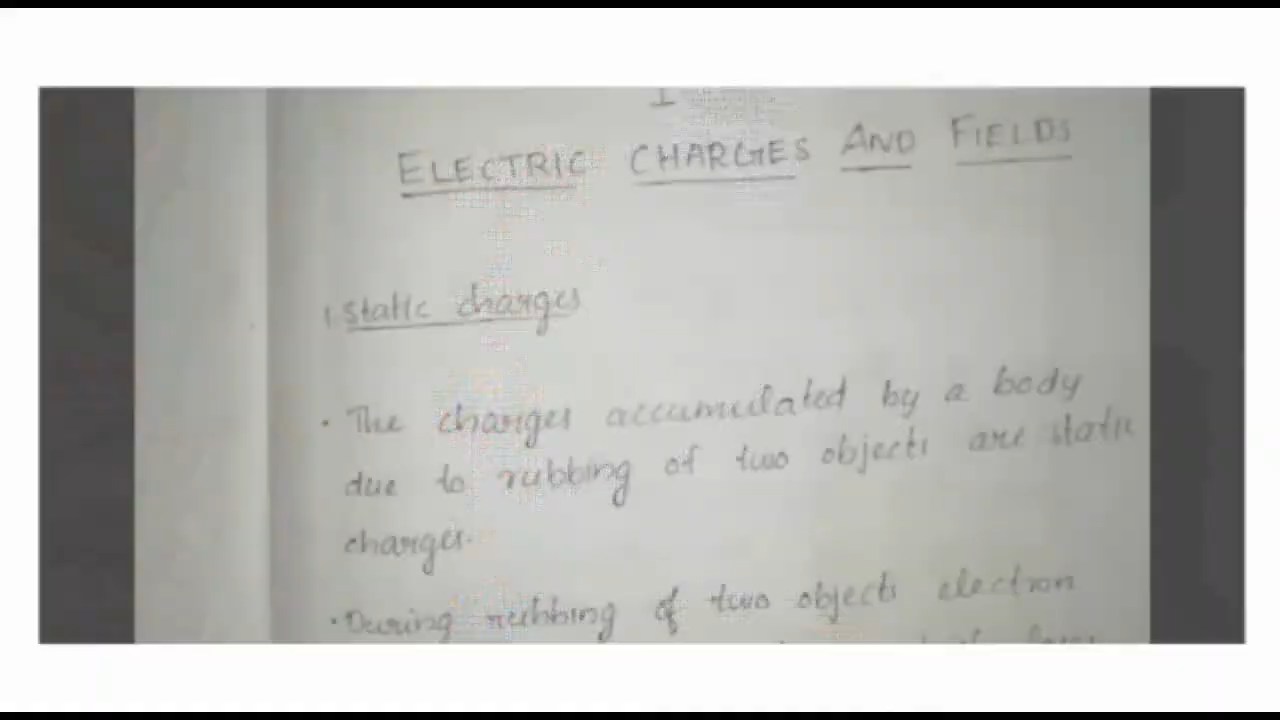 I
ELECTRIC CHARGES AND FIELDS
1. Static charges
• The charges accumulated by a body
due to rubbing of two objects are static
charges.
• During rubbing of two objects electron